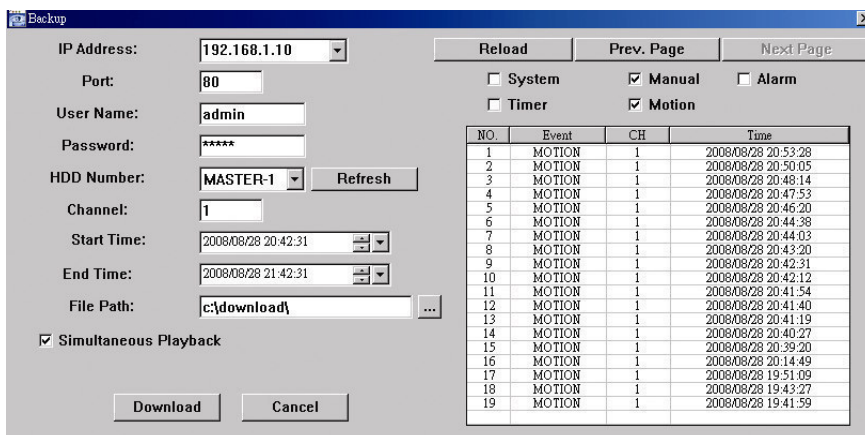 Backup
IP Address: 192.168.1.10
Port: 80
User Name: admin
Password: *****
HDD Number: MASTER-1 Refresh
Channel: 1
Start Time: 2008/08/28 20:42:31
End Time: 2008/08/28 21:42:31
File Path: c:\download\ ...
Simultaneous Playback
Download Cancel
Reload Prev. Page Next Page
System Manual Alarm
Timer Motion
NO. Event CH Time
1 MOTION 1 2008/08/28 20:53:28
2 MOTION 1 2008/08/28 20:50:05
3 MOTION 1 2008/08/28 20:48:14
4 MOTION 1 2008/08/28 20:47:53
5 MOTION 1 2008/08/28 20:46:20
6 MOTION 1 2008/08/28 20:44:38
7 MOTION 1 2008/08/28 20:44:03
8 MOTION 1 2008/08/28 20:43:20
9 MOTION 1 2008/08/28 20:42:31
10 MOTION 1 2008/08/28 20:42:12
11 MOTION 1 2008/08/28 20:41:54
12 MOTION 1 2008/08/28 20:41:40
13 MOTION 1 2008/08/28 20:41:19
14 MOTION 1 2008/08/28 20:40:27
15 MOTION 1 2008/08/28 20:39:20
16 MOTION 1 2008/08/28 20:14:49
17 MOTION 1 2008/08/28 19:51:09
18 MOTION 1 2008/08/28 19:43:27
19 MOTION 1 2008/08/28 19:41:59